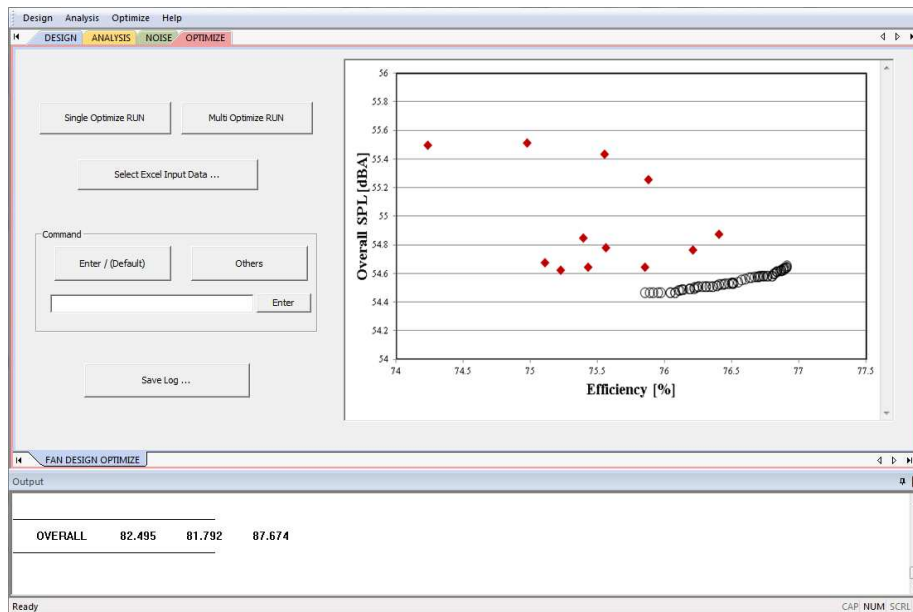 Design Analysis Optimize Help
DESIGN ANALYSIS NOISE OPTIMIZE
Single Optimize RUN
Multi Optimize RUN
Select Excel Input Data ...
Command
Enter / (Default)
Others
Enter
Save Log ...
Overall SPL [dBA]
56
55.8
55.6
55.4
55.2
55
54.8
54.6
54.4
54.2
54
74 74.5 75 75.5 76 76.5 77 77.5
Efficiency [%]
FAN DESIGN OPTIMIZE
Output
OVERALL 82.495 81.792 87.674
Ready
CAP NUM SCRL